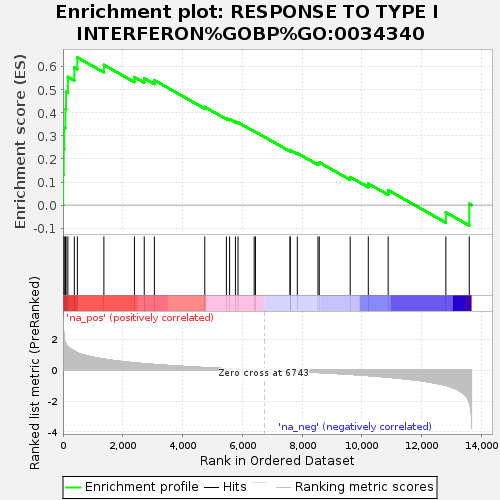 Enrichment plot: RESPONSE TO TYPE I
INTERFERON%GOBP%GO:0034340
Enrichment score (ES)
0.6
0.5
0.4
0.3
0.2
0.1
0.0
-0.1
'na_pos' (positively correlated)
Ranked list metric (PreRanked)
2
0
-2
-4
Zero cross at 6743
'na_neg' (negatively correlated)
0 2,000 4,000 6,000 8,000 10,000 12,000 14,000
Rank in Ordered Dataset
Enrichment profile Hits Ranking metric scores